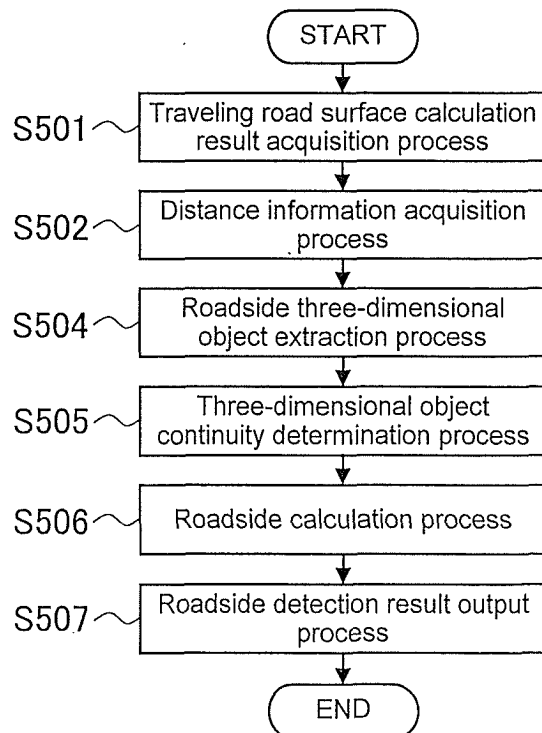 START
S501
Traveling road surface calculation
result acquisition process
S502
Distance information acquisition
process
S504
Roadside three-dimensional
object extraction process
S505
Three-dimensional object
continuity determination process
S506
Roadside calculation process
S507
Roadside detection result output
process
END